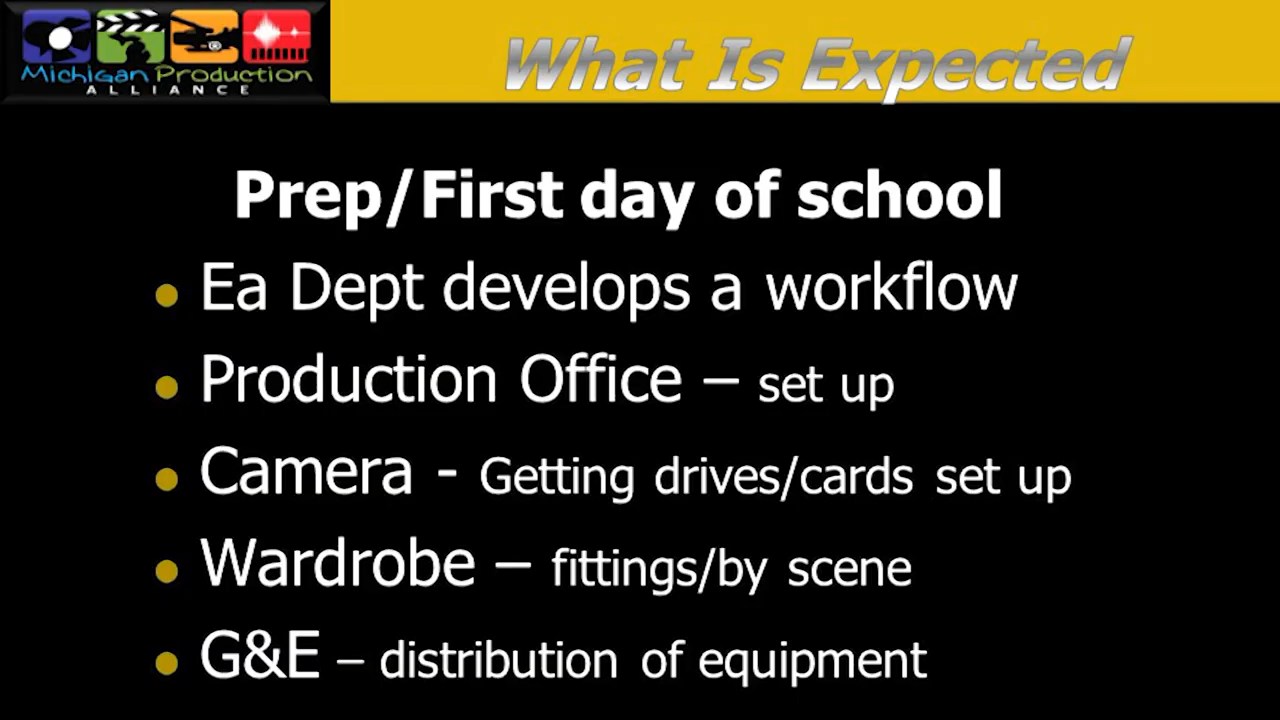 Michigan Production
ALLIANCE
What Is Expected
Prep/First day of school
Ea Dept develops a workflow
Production Office – set up
Camera - Getting drives/cards set up
Wardrobe – fittings/by scene
G&E – distribution of equipment